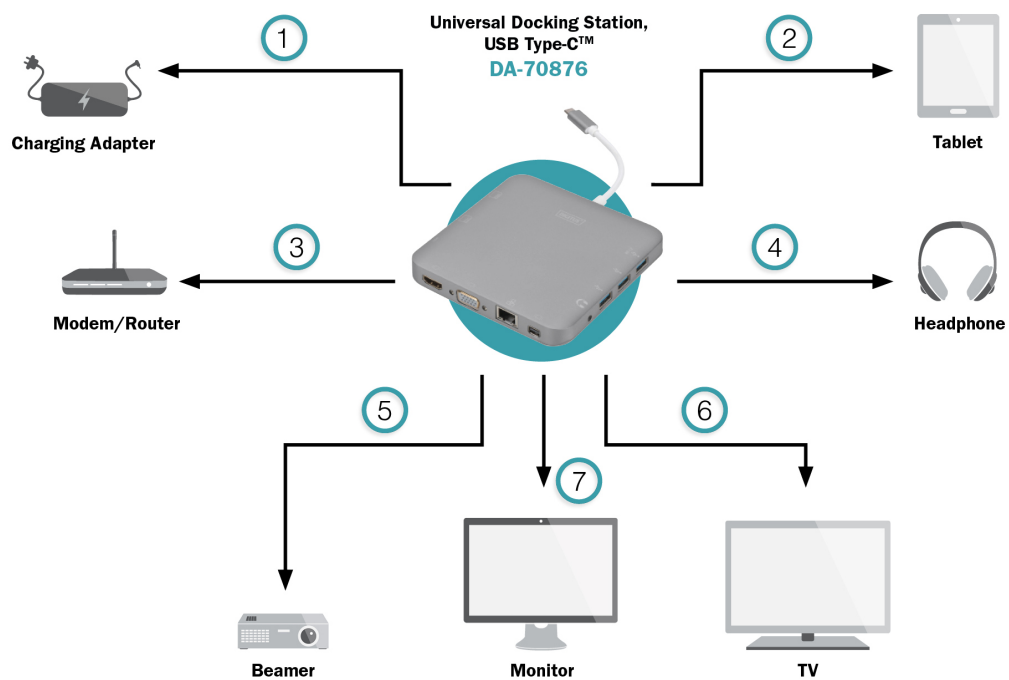 Universal Docking Station,
USB Type-C™
DA-70876
1
2
Charging Adapter
Tablet
3
4
Modem/Router
Headphone
5
6
7
Beamer
Monitor
TV